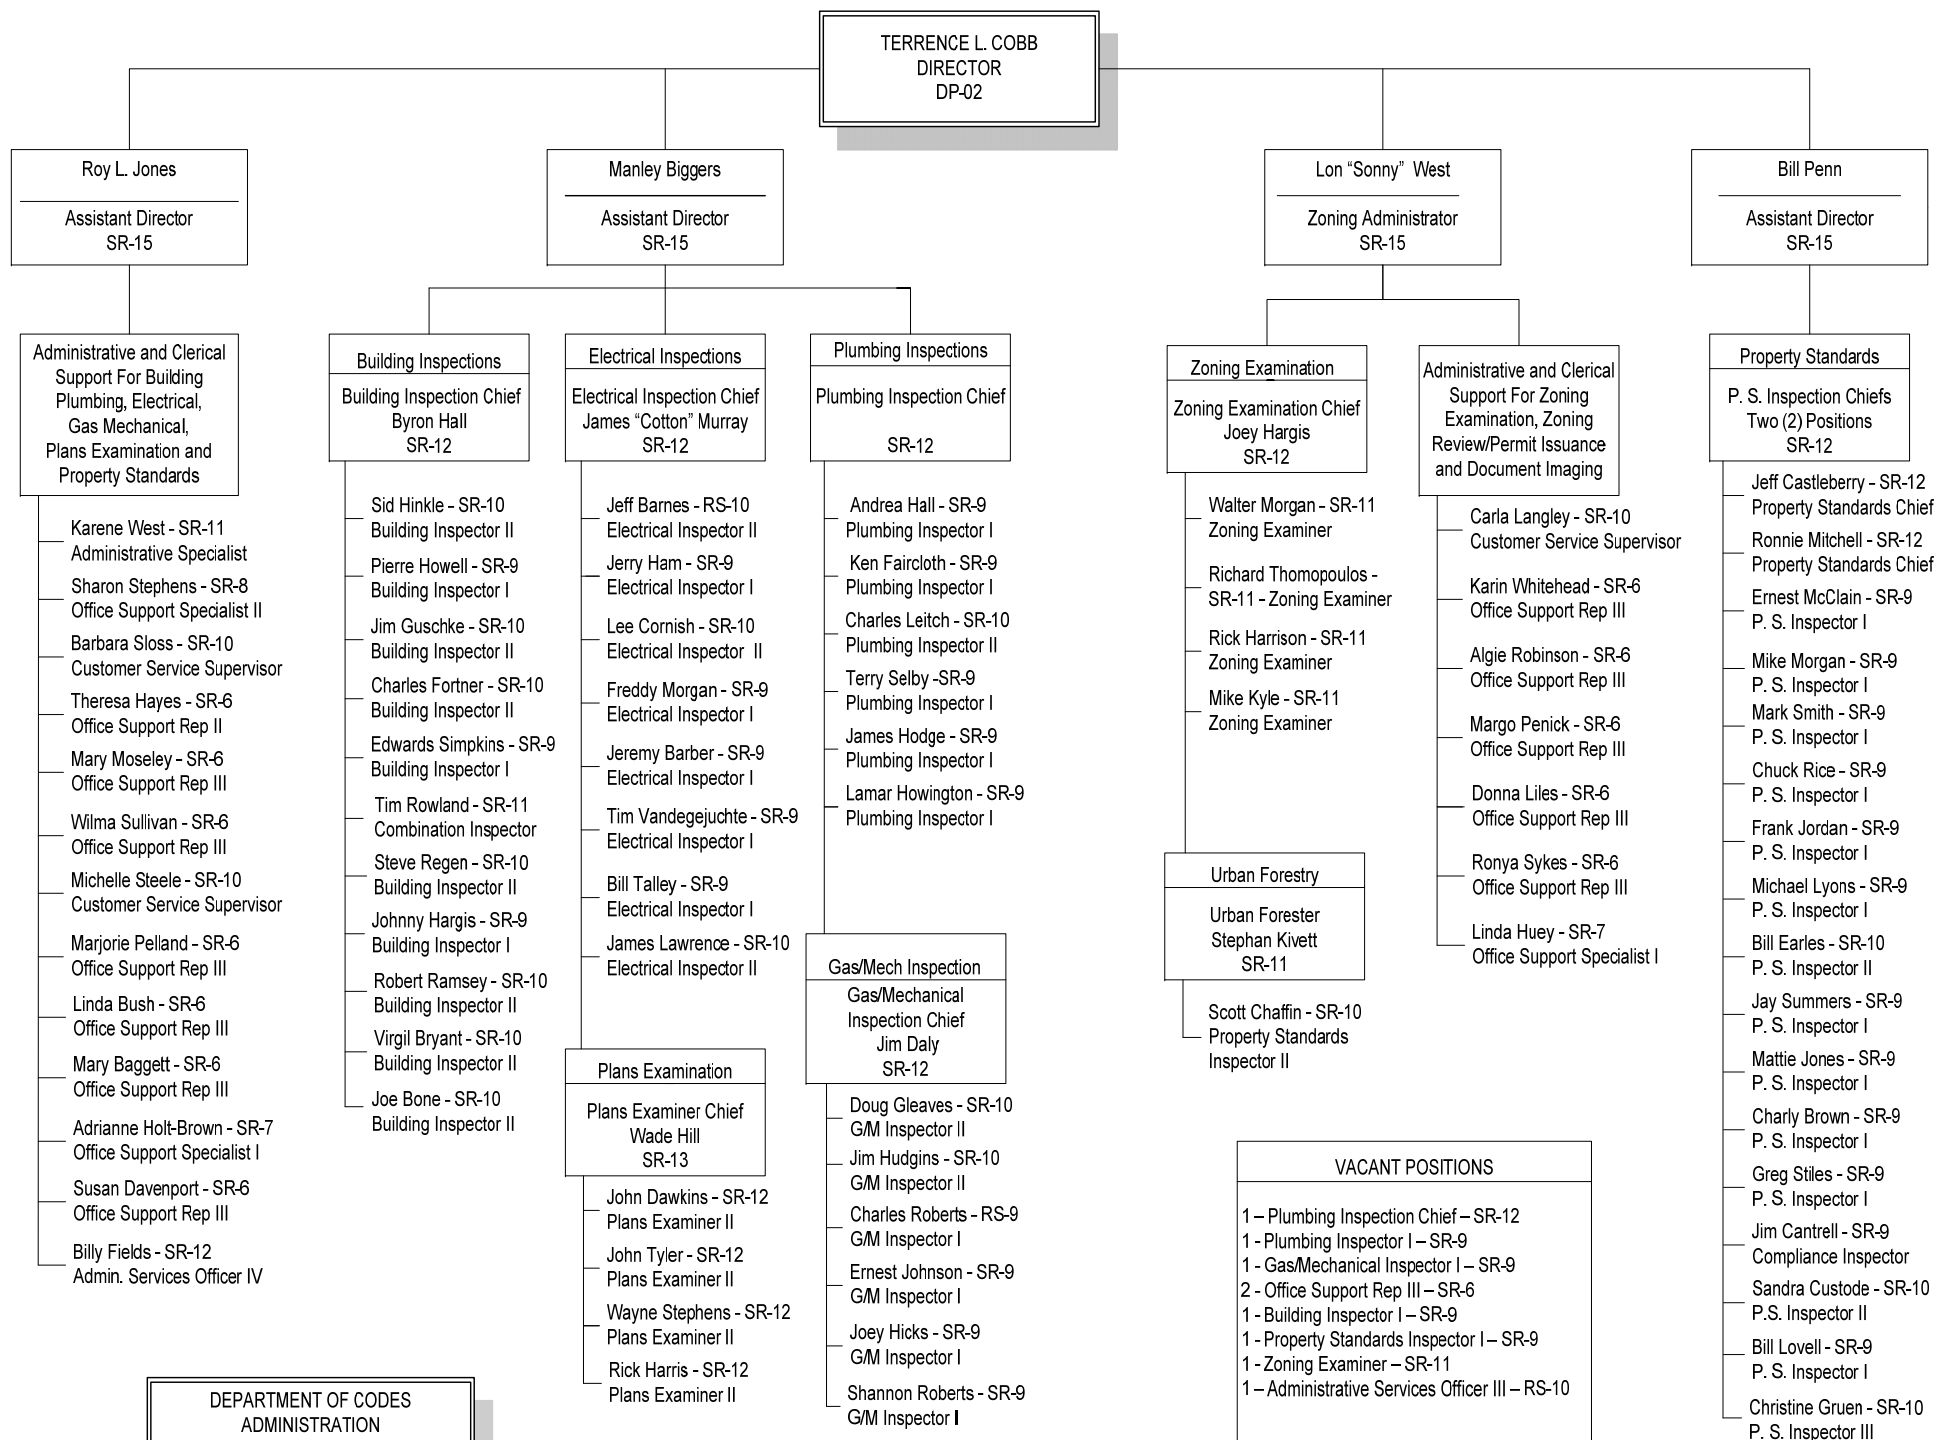 TERRENCE L. COBB
DIRECTOR
DP-02
Roy L. Jones
Assistant Director
SR-15
Manley Biggers
Assistant Director
SR-15
Lon “Sonny” West
Zoning Administrator
SR-15
Bill Penn
Assistant Director
SR-15
Administrative and Clerical
Support For Building
Plumbing, Electrical,
Gas Mechanical,
Plans Examination and
Property Standards
Karene West - SR-11
Administrative Specialist
Sharon Stephens - SR-8
Office Support Specialist II
Barbara Sloss - SR-10
Customer Service Supervisor
Theresa Hayes - SR-6
Office Support Rep II
Mary Moseley - SR-6
Office Support Rep III
Wilma Sullivan - SR-6
Office Support Rep III
Michelle Steele - SR-10
Customer Service Supervisor
Marjorie Pelland - SR-6
Office Support Rep III
Linda Bush - SR-6
Office Support Rep III
Mary Baggett - SR-6
Office Support Rep III
Adrianne Holt-Brown - SR-7
Office Support Specialist I
Susan Davenport - SR-6
Office Support Rep III
Billy Fields - SR-12
Admin. Services Officer IV
Building Inspections
Building Inspection Chief
Byron Hall
SR-12
Sid Hinkle - SR-10
Building Inspector II
Pierre Howell - SR-9
Building Inspector I
Jim Guschke - SR-10
Building Inspector II
Charles Fortner - SR-10
Building Inspector II
Edwards Simpkins - SR-9
Building Inspector I
Tim Rowland - SR-11
Combination Inspector
Steve Regen - SR-10
Building Inspector II
Johnny Hargis - SR-9
Building Inspector I
Robert Ramsey - SR-10
Building Inspector II
Virgil Bryant - SR-10
Building Inspector II
Joe Bone - SR-10
Building Inspector II
Electrical Inspections
Electrical Inspection Chief
James “Cotton” Murray
SR-12
Jeff Barnes - RS-10
Electrical Inspector II
Jerry Ham - SR-9
Electrical Inspector I
Lee Cornish - SR-10
Electrical Inspector II
Freddy Morgan - SR-9
Electrical Inspector I
Jeremy Barber - SR-9
Electrical Inspector I
Tim Vandegejuchte - SR-9
Electrical Inspector I
Bill Talley - SR-9
Electrical Inspector I
James Lawrence - SR-10
Electrical Inspector II
Plans Examination
Plans Examiner Chief
Wade Hill
SR-13
John Dawkins - SR-12
Plans Examiner II
John Tyler - SR-12
Plans Examiner II
Wayne Stephens - SR-12
Plans Examiner II
Rick Harris - SR-12
Plans Examiner II
Plumbing Inspections
Plumbing Inspection Chief
SR-12
Andrea Hall - SR-9
Plumbing Inspector I
Ken Faircloth - SR-9
Plumbing Inspector I
Charles Leitch - SR-10
Plumbing Inspector II
Terry Selby -SR-9
Plumbing Inspector I
James Hodge - SR-9
Plumbing Inspector I
Lamar Howington - SR-9
Plumbing Inspector I
Gas/Mech Inspection
Gas/Mechanical
Inspection Chief
Jim Daly
SR-12
Doug Gleaves - SR-10
G/M Inspector II
Jim Hudgins - SR-10
G/M Inspector II
Charles Roberts - RS-9
G/M Inspector I
Ernest Johnson - SR-9
G/M Inspector I
Joey Hicks - SR-9
G/M Inspector I
Shannon Roberts - SR-9
G/M Inspector I
Zoning Examination
Zoning Examination Chief
Joey Hargis
SR-12
Walter Morgan - SR-11
Zoning Examiner
Richard Thomopoulos -
SR-11 - Zoning Examiner
Rick Harrison - SR-11
Zoning Examiner
Mike Kyle - SR-11
Zoning Examiner
Urban Forestry
Urban Forester
Stephan Kivett
SR-11
Scott Chaffin - SR-10
Property Standards
Inspector II
Administrative and Clerical
Support For Zoning
Examination, Zoning
Review/Permit Issuance
and Document Imaging
Carla Langley - SR-10
Customer Service Supervisor
Karin Whitehead - SR-6
Office Support Rep III
Algie Robinson - SR-6
Office Support Rep III
Margo Penick - SR-6
Office Support Rep III
Donna Liles - SR-6
Office Support Rep III
Ronya Sykes - SR-6
Office Support Rep III
Linda Huey - SR-7
Office Support Specialist I
Property Standards
P. S. Inspection Chiefs
Two (2) Positions
SR-12
Jeff Castleberry - SR-12
Property Standards Chief
Ronnie Mitchell - SR-12
Property Standards Chief
Ernest McClain - SR-9
P. S. Inspector I
Mike Morgan - SR-9
P. S. Inspector I
Mark Smith - SR-9
P. S. Inspector I
Chuck Rice - SR-9
P. S. Inspector I
Frank Jordan - SR-9
P. S. Inspector I
Michael Lyons - SR-9
P. S. Inspector I
Bill Earles - SR-10
P. S. Inspector II
Jay Summers - SR-9
P. S. Inspector I
Mattie Jones - SR-9
P. S. Inspector I
Charly Brown - SR-9
P. S. Inspector I
Greg Stiles - SR-9
P. S. Inspector I
Jim Cantrell - SR-9
Compliance Inspector
Sandra Custode - SR-10
P.S. Inspector II
Bill Lovell - SR-9
P. S. Inspector I
Christine Gruen - SR-10
P. S. Inspector III
VACANT POSITIONS
1 – Plumbing Inspection Chief – SR-12
1 - Plumbing Inspector I – SR-9
1 - Gas/Mechanical Inspector I – SR-9
2 - Office Support Rep III – SR-6
1 - Building Inspector I – SR-9
1 - Property Standards Inspector I – SR-9
1 - Zoning Examiner – SR-11
1 – Administrative Services Officer III – RS-10
DEPARTMENT OF CODES
ADMINISTRATION